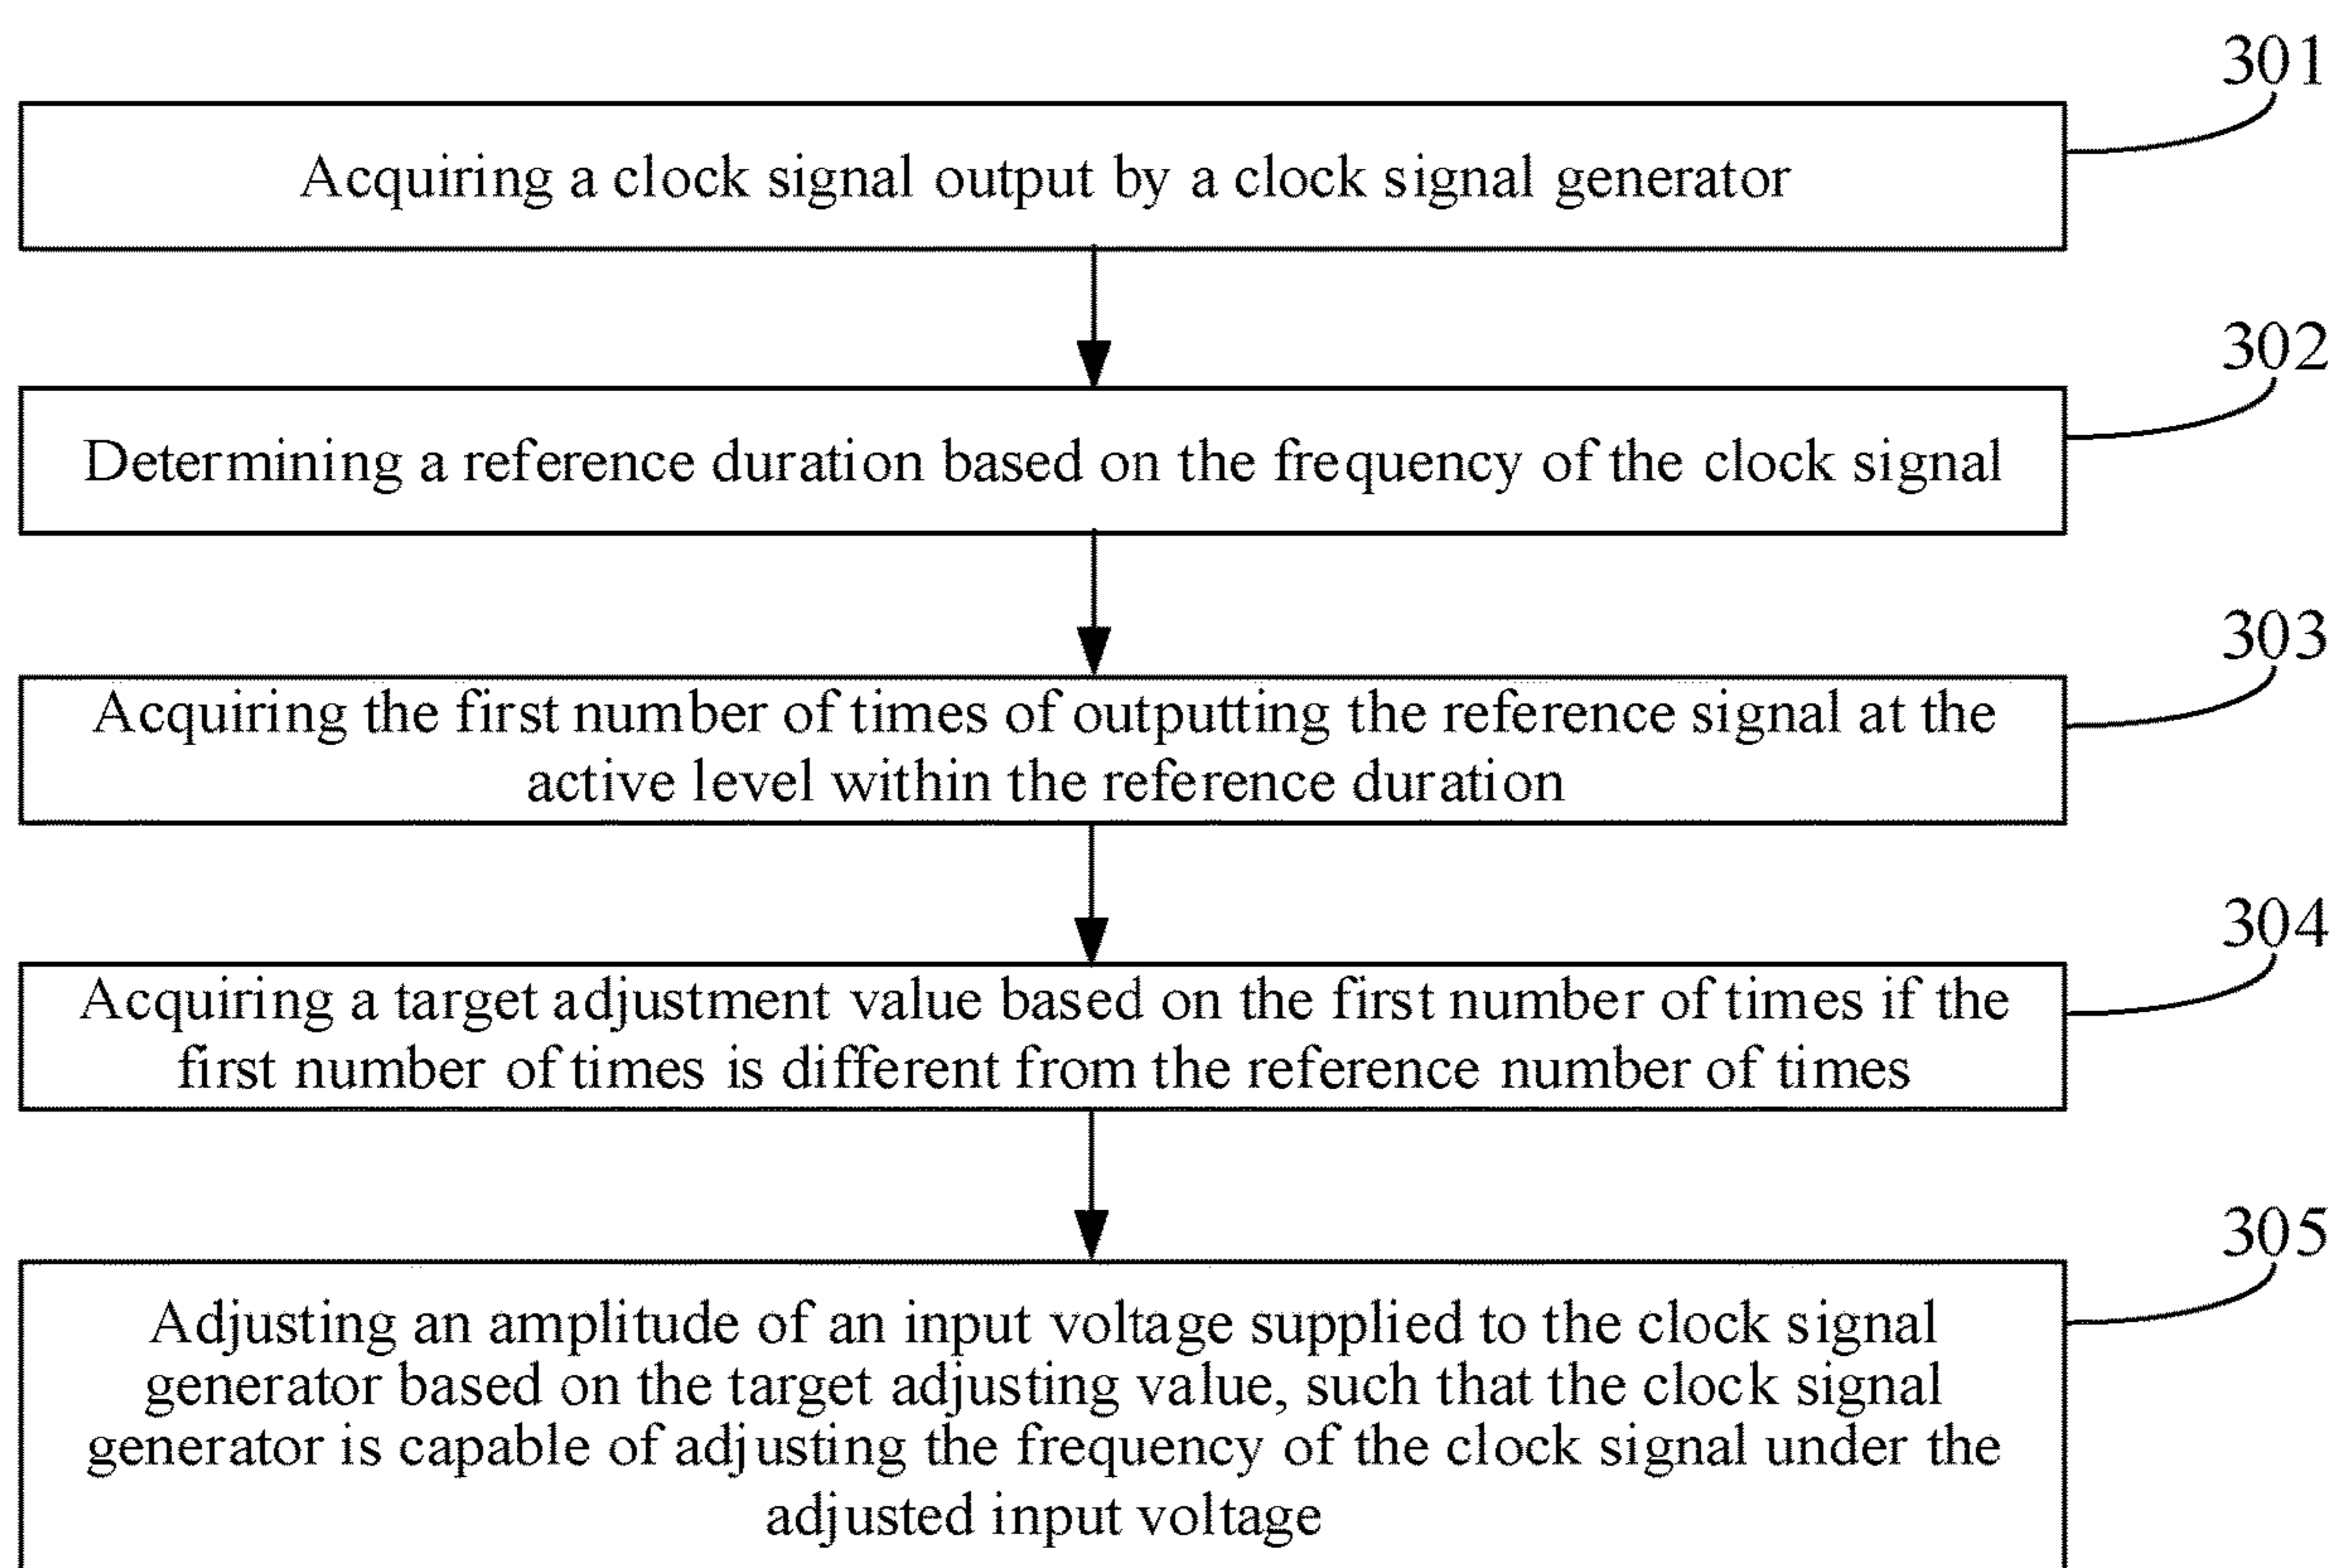 301
Acquiring a clock signal output by a clock signal generator
302
Determining a reference duration based on the frequency of the clock signal
303
Acquiring the first number of times of outputting the reference signal at the
active level within the reference duration
304
Acquiring a target adjustment value based on the first number of times if the
first number of times is different from the reference number of times
305
Adjusting an amplitude of an input voltage supplied to the clock signal
generator based on the target adjusting value, such that the clock signal
generator is capable of adjusting the frequency of the clock signal under the
adjusted input voltage